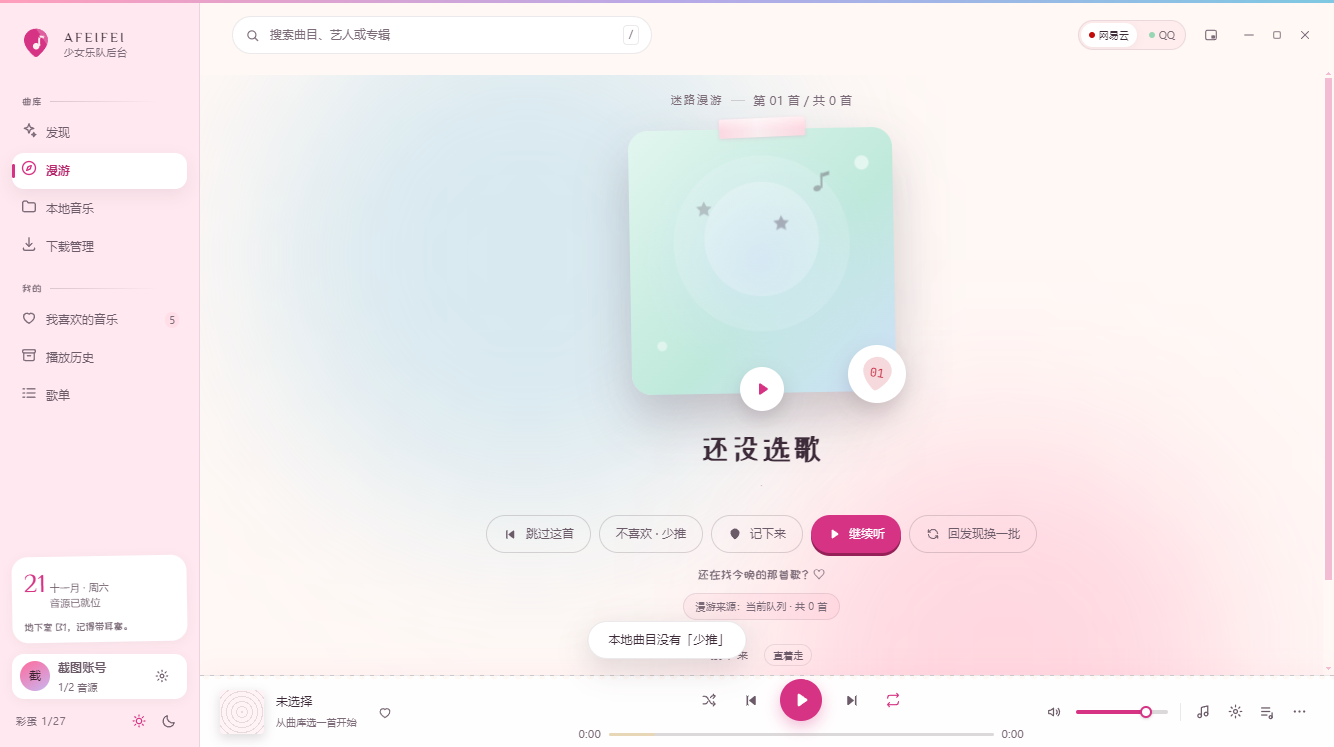 AFEIFEI
少女乐队后台
搜索曲目、艺人或专辑
/
网易云
QQ
曲库
发现
漫游
本地音乐
下载管理
我的
我喜欢的音乐
5
播放历史
歌单
迷路漫游 — 第 01 首 / 共 0 首
01
还没选歌
跳过这首
不喜欢 · 少推
记下来
继续听
回发现换一批
还在找今晚的那首歌？♡
漫游来源：当前队列 · 共 0 首
本地曲目没有「少推」
来
直着走
21 十一月 · 周六
音源已就位
地下室 B1，记得带耳塞。
截
截图账号
1/2 音源
彩蛋 1/27
未选择
从曲库选一首开始
0:00
0:00